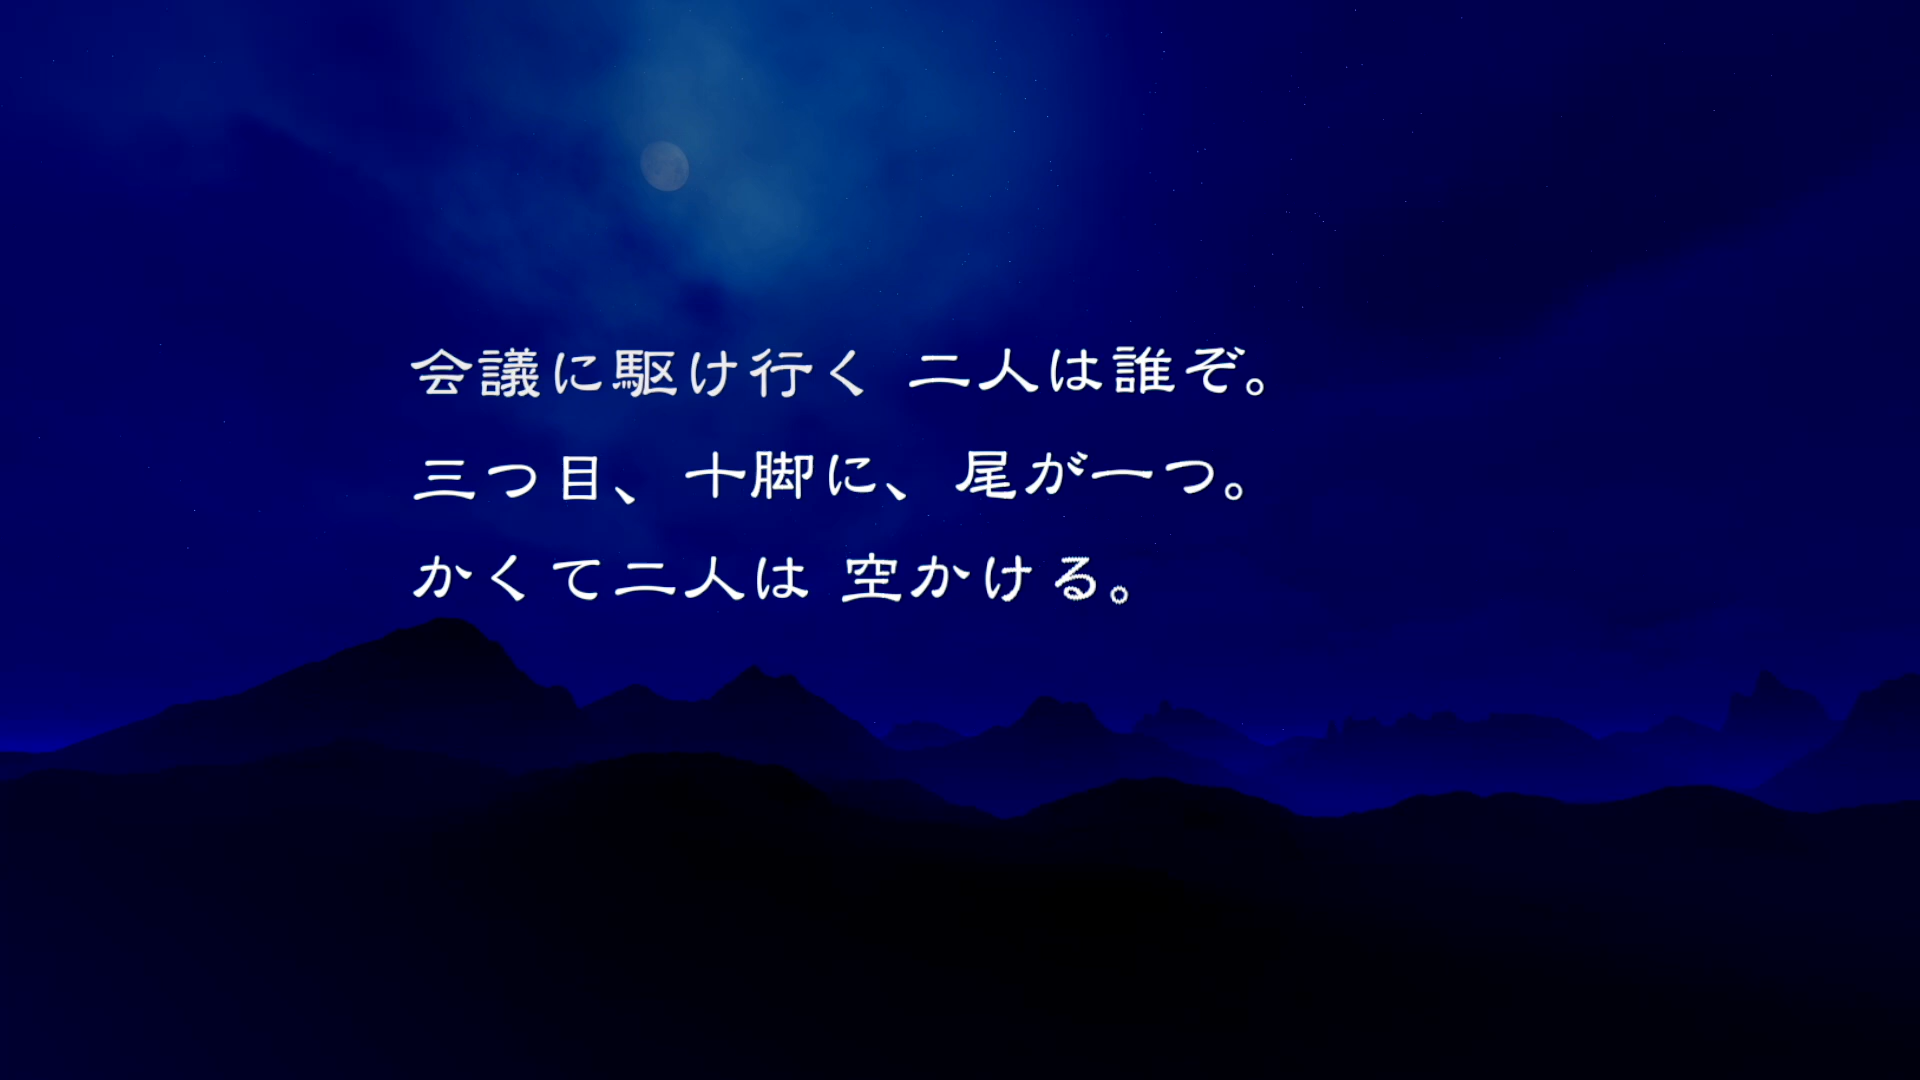 会議に駆け行く 二人は誰ぞ。
三つ目、十脚に、尾が一つ。
かくて二人は 空かける。